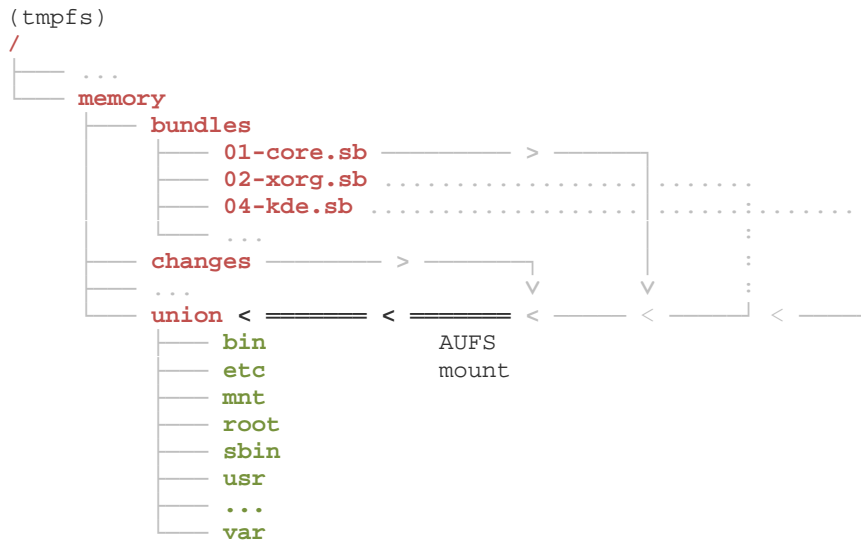 (tmpfs)
/
...
memory
bundles
01-core.sb >
02-xorg.sb ..............................
04-kde.sb ........................................
...
changes >
...
union < ═══════ < ═══════ < < <
bin AUFS
etc mount
mnt
root
sbin
usr
...
var